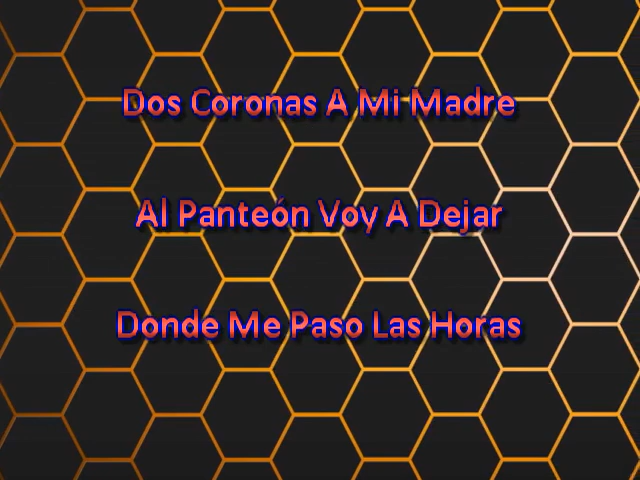 Dos Coronas A Mi Madre
Al Panteón Voy A Dejar
Donde Me Paso Las Horas